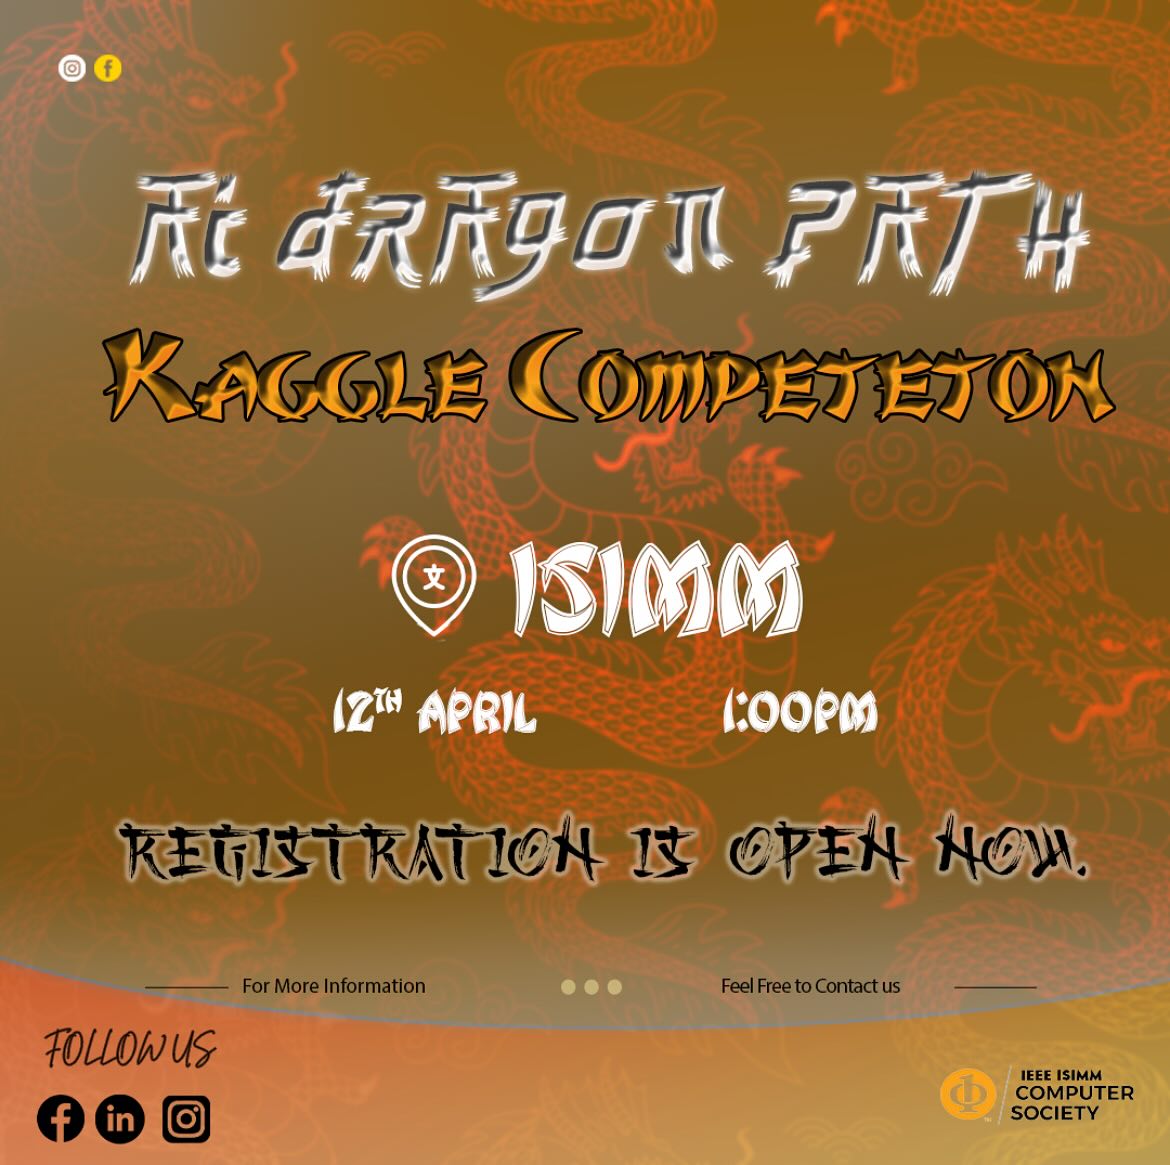 Ai dRAgon PATH
KAGGLE COMPETETON
文 ISIMM
12TH APRIL 1:00PM
REGISTRATION IS OPEN NOW.
For More Information Feel Free to Contact us
FOLLOW US
IEEE ISIMM
COMPUTER
SOCIETY